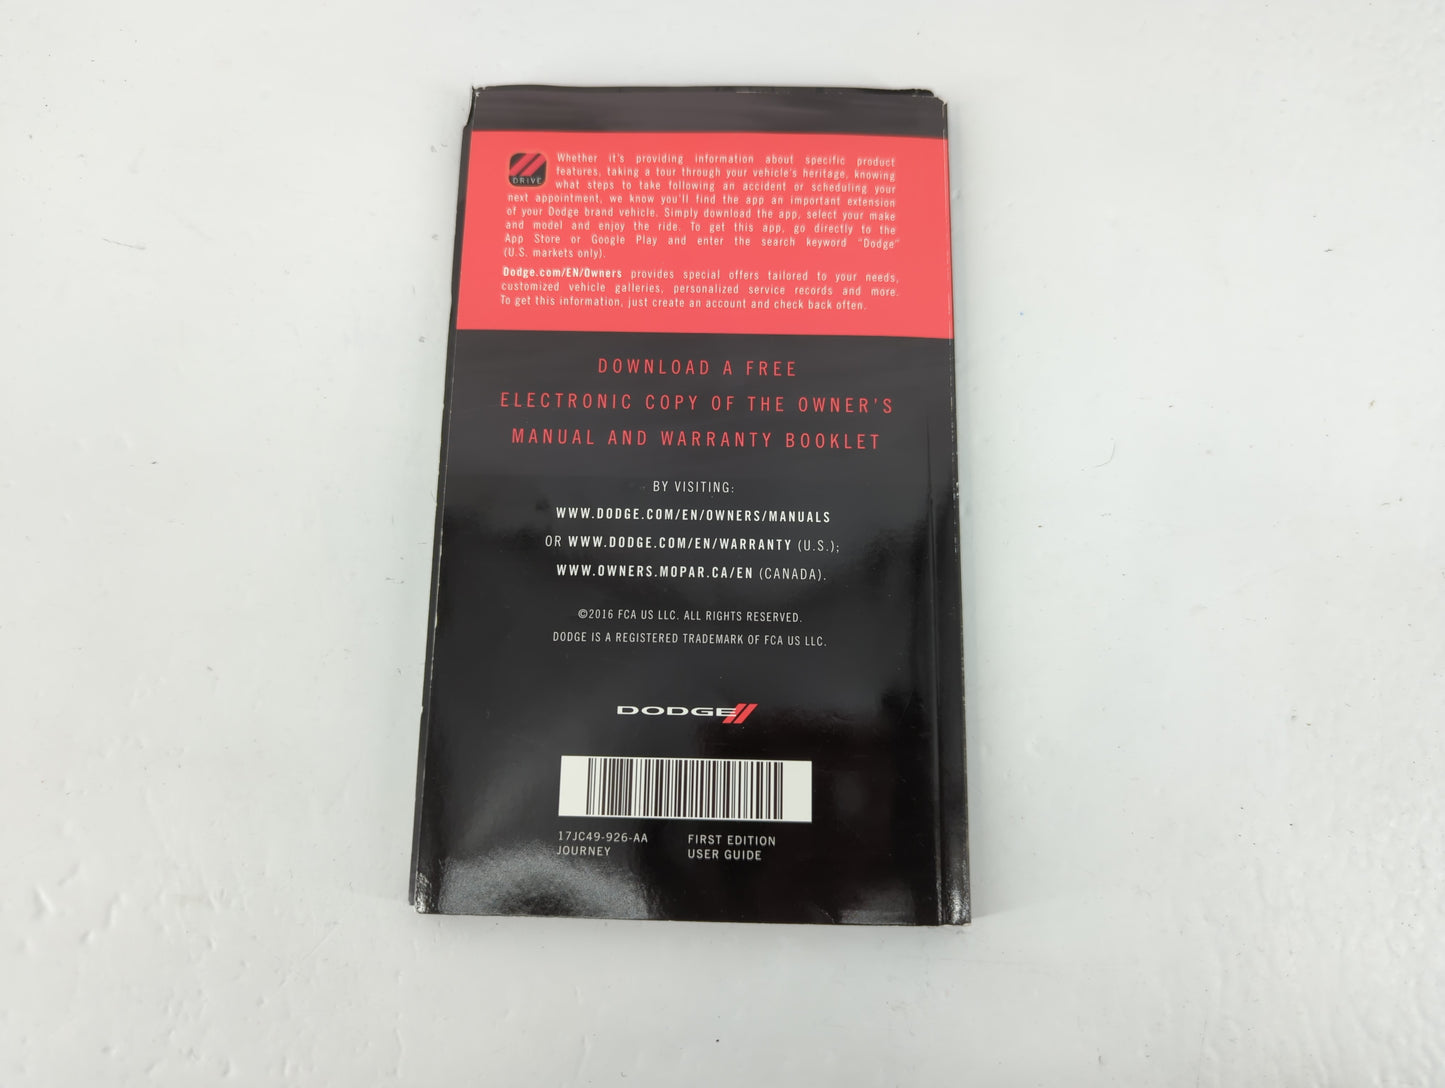 DRIVE
Whether it's providing information about specific product
features, taking a tour through your vehicle's heritage, knowing
what steps to take following an accident or scheduling your
next appointment, we know you'll find the app an important extension
of your Dodge brand vehicle. Simply download the app, select your make
and model and enjoy the ride. To get this app, go directly to the
App Store or Google Play and enter the search keyword "Dodge"
(U.S. markets only).
Dodge.com/EN/Owners provides special offers tailored to your needs,
customized vehicle galleries, personalized service records and more.
To get this information, just create an account and check back often.
DOWNLOAD A FREE
ELECTRONIC COPY OF THE OWNER'S
MANUAL AND WARRANTY BOOKLET
BY VISITING:
WWW.DODGE.COM/EN/OWNERS/MANUALS
OR WWW.DODGE.COM/EN/WARRANTY (U.S.);
WWW.OWNERS.MOPAR.CA/EN (CANADA).
©2016 FCA US LLC. ALL RIGHTS RESERVED.
DODGE IS A REGISTERED TRADEMARK OF FCA US LLC.
DODGE
17JC49-926-AA FIRST EDITION
JOURNEY USER GUIDE